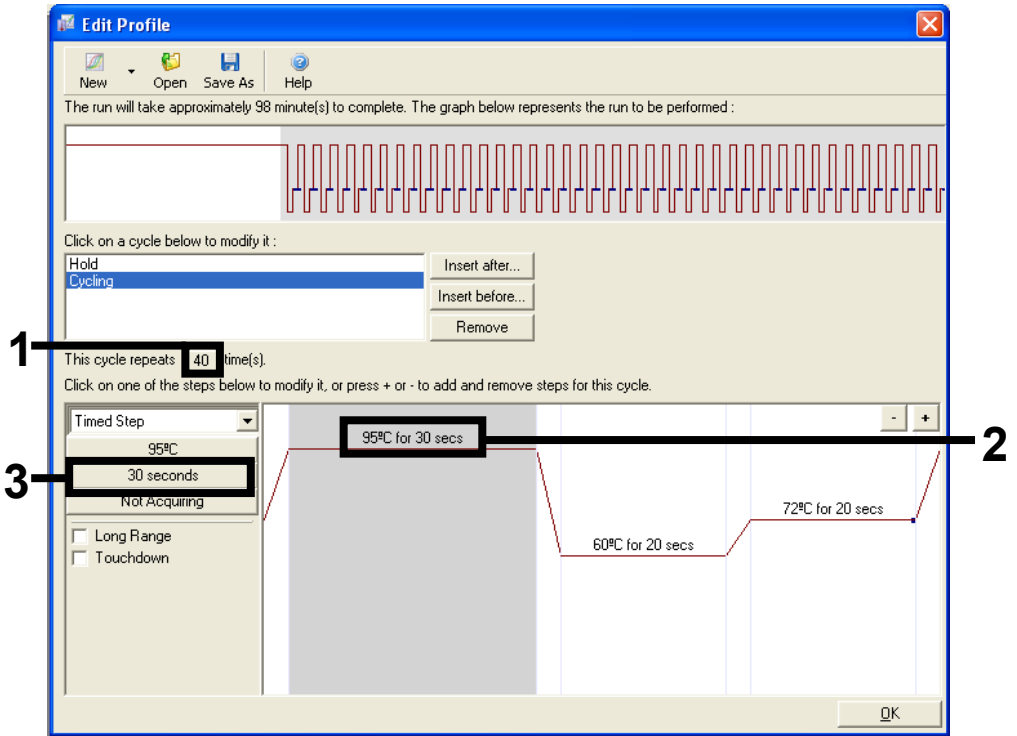 Edit Profile
New Open Save As Help
The run will take approximately 98 minute(s) to complete. The graph below represents the run to be performed :
Click on a cycle below to modify it :
Hold
Cycling
Insert after...
Insert before...
Remove
1
This cycle repeats 40 time(s).
Click on one of the steps below to modify it, or press + or - to add and remove steps for this cycle.
Timed Step
- +
95ºC for 30 secs
2
95ºC
3
30 seconds
Not Acquiring
72ºC for 20 secs
Long Range
60ºC for 20 secs
Touchdown
OK